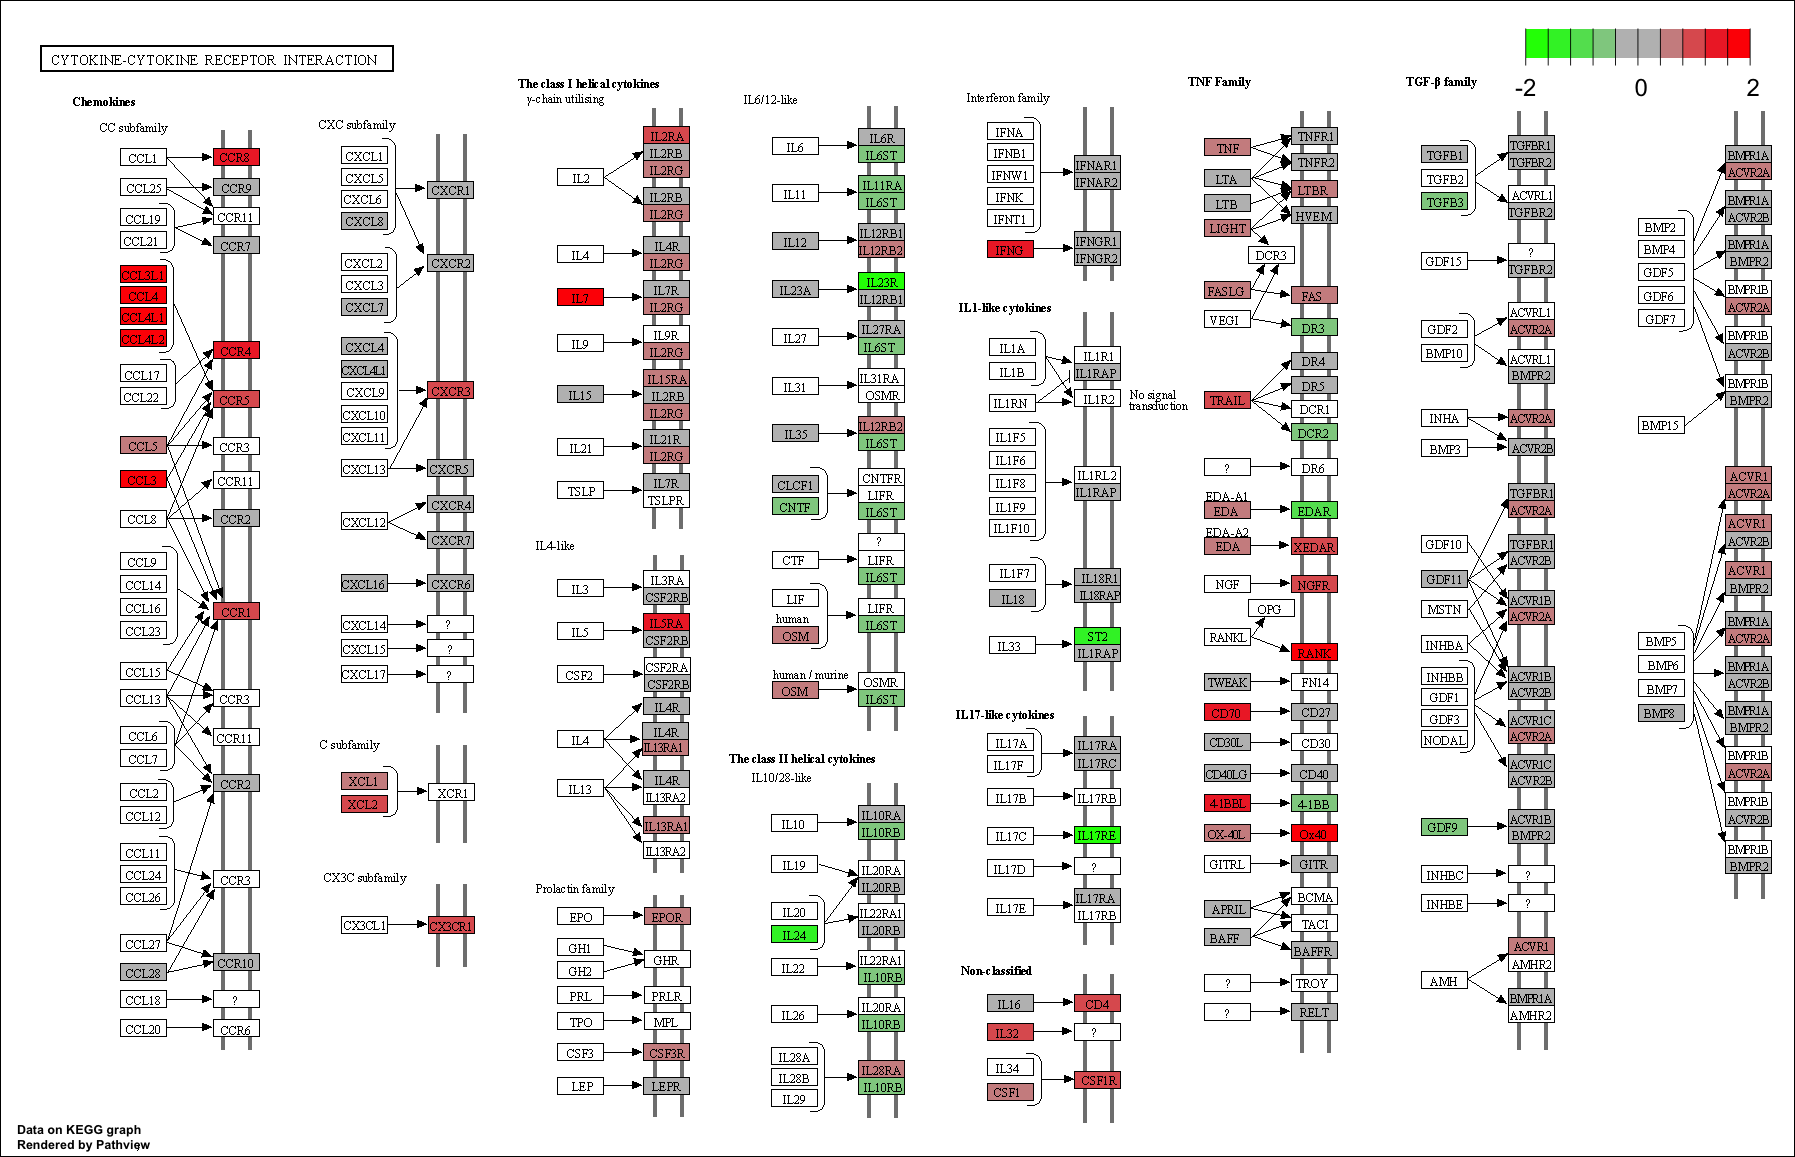 CYTOKINE-CYTOKINE RECEPTOR INTERACTION
-2
0
2
Chemokines
CC subfamily
CCL1
CCR8
CCL25
CCR9
CCL19
CCR11
CCL21
CCR7
CCL3L1
CCL4
CCL4L1
CCL4L2
CCR4
CCL17
CCL22
CCR5
CCL5
CCR3
CCL3
CCR11
CCL8
CCR2
CCL9
CCL14
CCL16
CCL23
CCR1
CCL15
CCL13
CCR3
CCL6
CCR11
CCL7
CCR2
CCL2
CCL12
CCL11
CCL24
CCR3
CCL26
CCL27
CCR10
CCL28
CCL18
?
CCL20
CCR6
CXC subfamily
CXCL1
CXCL5
CXCR1
CXCL6
CXCL8
CXCL2
CXCR2
CXCL3
CXCL7
CXCL4
CXCL4L1
CXCL9
CXCR3
CXCL10
CXCL11
CXCL13
CXCR5
CXCR4
CXCL12
CXCR7
CXCL16
CXCR6
CXCL14
?
CXCL15
?
CXCL17
?
C subfamily
XCL1
XCR1
XCL2
CX3C subfamily
CX3CL1
CX3CR1
The class I helical cytokines
γ-chain utilising
IL2RA
IL2RB
IL2RG
IL2
IL2RB
IL2RG
IL4
IL4R
IL2RG
IL7
IL7R
IL2RG
IL9
IL9R
IL2RG
IL15
IL15RA
IL2RB
IL2RG
IL21
IL21R
IL2RG
TSLP
IL7R
TSLPR
IL4-like
IL3
IL3RA
CSF2RB
IL5
IL5RA
CSF2RB
CSF2
CSF2RA
CSF2RB
IL4R
IL4
IL4R
IL13RA1
IL13
IL4R
IL13RA2
IL13RA1
IL13RA2
Prolactin family
EPO
EPOR
GH1
GHR
GH2
PRL
PRLR
TPO
MPL
CSF3
CSF3R
LEP
LEPR
IL6/12-like
IL6
IL6R
IL6ST
IL11
IL11RA
IL6ST
IL12
IL12RB1
IL12RB2
IL23A
IL23R
IL12RB1
IL27
IL27RA
IL6ST
IL31
IL31RA
OSMR
IL35
IL12RB2
IL6ST
CLCF1
CNTF
CNTFR
LIFR
IL6ST
CTF
?
LIFR
IL6ST
LIF
human
OSM
LIFR
IL6ST
human / murine
OSM
OSMR
IL6ST
The class II helical cytokines
IL10/28-like
IL10
IL10RA
IL10RB
IL19
IL20RA
IL20RB
IL20
IL24
IL22RA1
IL20RB
IL22
IL22RA1
IL10RB
IL26
IL20RA
IL10RB
IL28A
IL28B
IL29
IL28RA
IL10RB
Interferon family
IFNA
IFNB1
IFNW1
IFNK
IFNT1
IFNAR1
IFNAR2
IFNG
IFNGR1
IFNGR2
IL1-like cytokines
IL1A
IL1B
IL1R1
IL1RAP
IL1RN
IL1R2
No signal
transduction
IL1F5
IL1F6
IL1F8
IL1F9
IL1F10
IL1RL2
IL1RAP
IL1F7
IL18
IL18R1
IL18RAP
IL33
ST2
IL1RAP
IL17-like cytokines
IL17A
IL17F
IL17RA
IL17RC
IL17B
IL17RB
IL17C
IL17RE
IL17D
?
IL17E
IL17RA
IL17RB
Non-classified
IL16
CD4
IL32
?
IL34
CSF1
CSF1R
TNF Family
TNF
TNFR1
TNFR2
LTA
LTBR
LTB
HVEM
LIGHT
DCR3
FASLG
FAS
VEGI
DR3
DR4
DR5
TRAIL
DCR1
DCR2
?
DR6
EDA-A1
EDA
EDAR
EDA-A2
EDA
XEDAR
NGF
NGFR
OPG
RANKL
RANK
TWEAK
FN14
CD70
CD27
CD30L
CD30
CD40LG
CD40
4-1BBL
4-1BB
OX-40L
Ox40
GITRL
GITR
BCMA
APRIL
TACI
BAFF
BAFFR
?
TROY
?
RELT
TGF-β family
TGFB1
TGFB2
TGFB3
TGFBR1
TGFBR2
ACVRL1
TGFBR2
GDF15
?
TGFBR2
GDF2
BMP10
ACVRL1
ACVR2A
ACVRL1
BMPR2
INHA
ACVR2A
BMP3
ACVR2B
TGFBR1
ACVR2A
GDF10
TGFBR1
ACVR2B
GDF11
MSTN
ACVR1B
ACVR2A
INHBA
INHBB
ACVR1B
ACVR2B
GDF1
GDF3
NODAL
ACVR1C
ACVR2A
ACVR1C
ACVR2B
GDF9
ACVR1B
BMPR2
INHBC
?
INHBE
?
AMH
ACVR1
AMHR2
BMPR1A
AMHR2
BMP2
BMP4
GDF5
GDF6
GDF7
BMPR1A
ACVR2A
BMPR1A
ACVR2B
BMPR1A
BMPR2
BMPR1B
ACVR2A
BMPR1B
ACVR2B
BMPR1B
BMPR2
BMP15
ACVR1
ACVR2A
ACVR1
ACVR2B
ACVR1
BMPR2
BMP5
BMP6
BMP7
BMP8
BMPR1A
ACVR2A
BMPR1A
ACVR2B
BMPR1A
BMPR2
BMPR1B
ACVR2A
BMPR1B
ACVR2B
BMPR1B
BMPR2
Data on KEGG graph
Rendered by Pathview